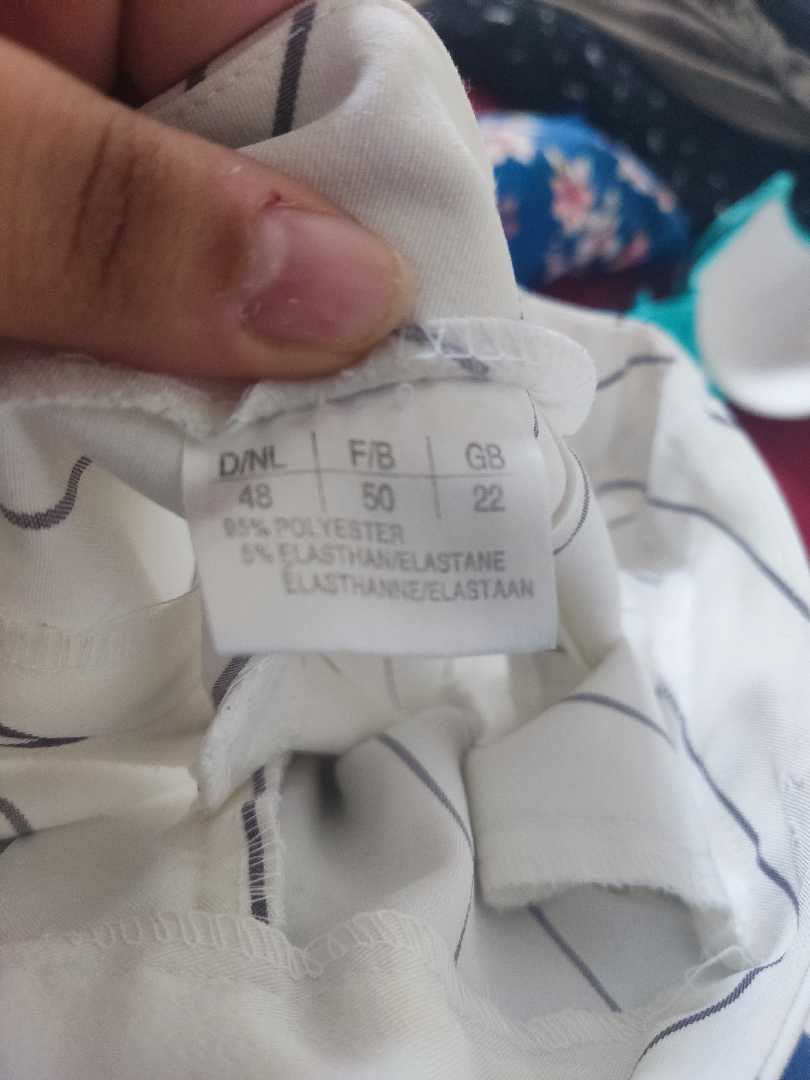 D/NL | F/B | GB
48 | 50 | 22
95% POLYESTER
5% ELASTHAN/ELASTANE
ÉLASTHANNE/ELASTAAN